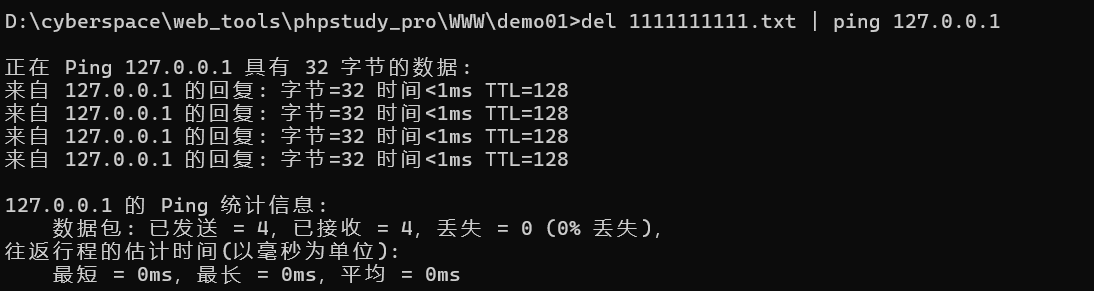 D:\cyberspace\web_tools\phpstudy_pro\WWW\demo01>del 1111111111.txt | ping 127.0.0.1
正在 Ping 127.0.0.1 具有 32 字节的数据:
来自 127.0.0.1 的回复: 字节=32 时间<1ms TTL=128
来自 127.0.0.1 的回复: 字节=32 时间<1ms TTL=128
来自 127.0.0.1 的回复: 字节=32 时间<1ms TTL=128
来自 127.0.0.1 的回复: 字节=32 时间<1ms TTL=128
127.0.0.1 的 Ping 统计信息:
数据包: 已发送 = 4, 已接收 = 4, 丢失 = 0 (0% 丢失),
往返行程的估计时间(以毫秒为单位):
最短 = 0ms, 最长 = 0ms, 平均 = 0ms